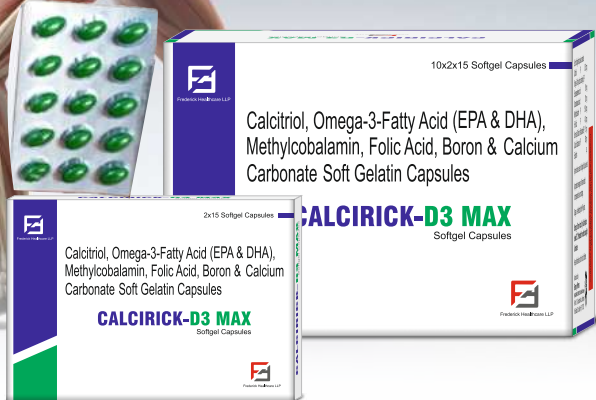 10x2x15 Softgel Capsules
Frederick Healthcare LLP
Calcitriol, Omega-3-Fatty Acid (EPA & DHA),
Methylcobalamin, Folic Acid, Boron & Calcium
Carbonate Soft Gelatin Capsules
CALCIRICK-D3 MAX
Softgel Capsules
Frederick Healthcare LLP
2x15 Softgel Capsules
Frederick Healthcare LLP
Calcitriol, Omega-3-Fatty Acid (EPA & DHA),
Methylcobalamin, Folic Acid, Boron & Calcium
Carbonate Soft Gelatin Capsules
CALCIRICK-D3 MAX
Softgel Capsules
Frederick Healthcare LLP
CALCIRICK-D3 MAX